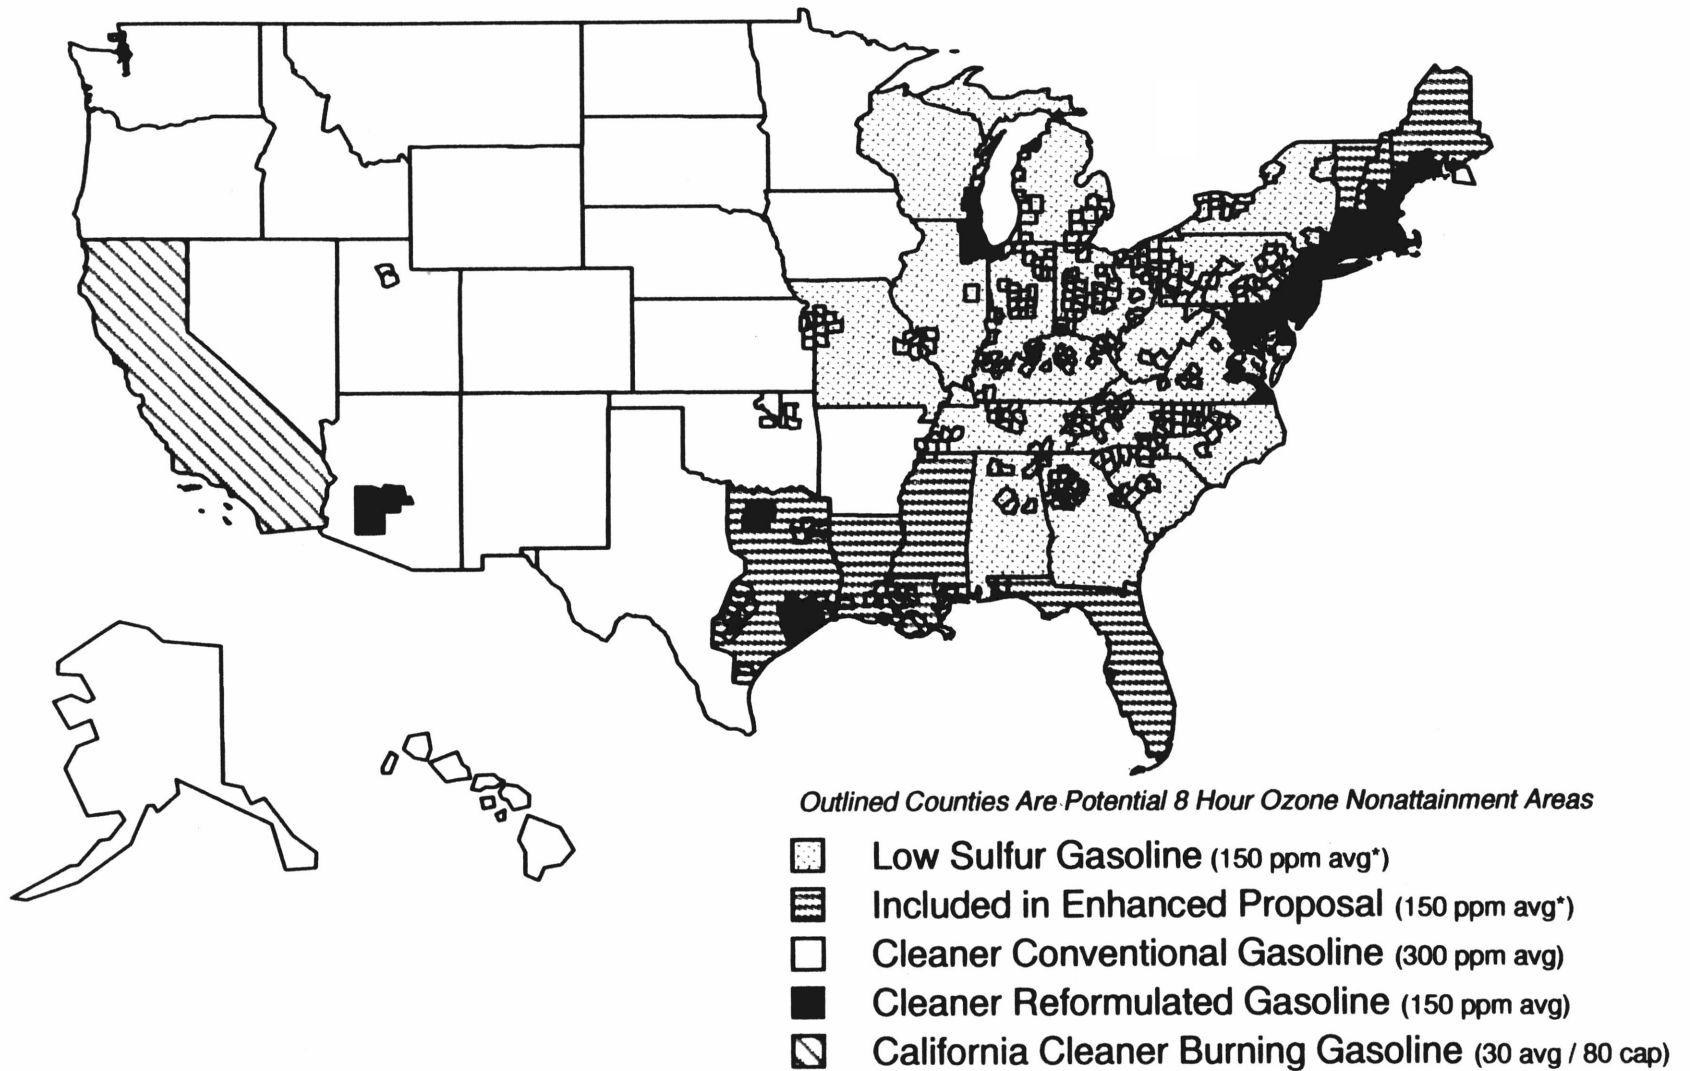 Outlined Counties Are Potential 8 Hour Ozone Nonattainment Areas
Low Sulfur Gasoline (150 ppm avg*)
Included in Enhanced Proposal (150 ppm avg*)
Cleaner Conventional Gasoline (300 ppm avg)
Cleaner Reformulated Gasoline (150 ppm avg)
California Cleaner Burning Gasoline (30 avg / 80 cap)